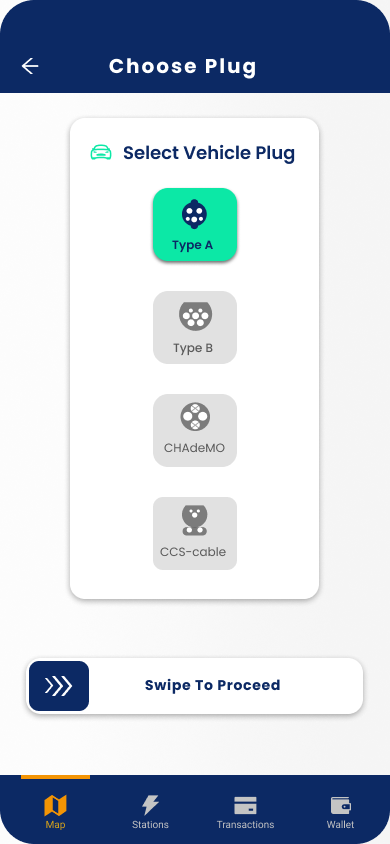 Choose Plug
Select Vehicle Plug
Type A
Type B
CHAdeMO
CCS-cable
Swipe To Proceed
Map
Stations
Transactions
Wallet